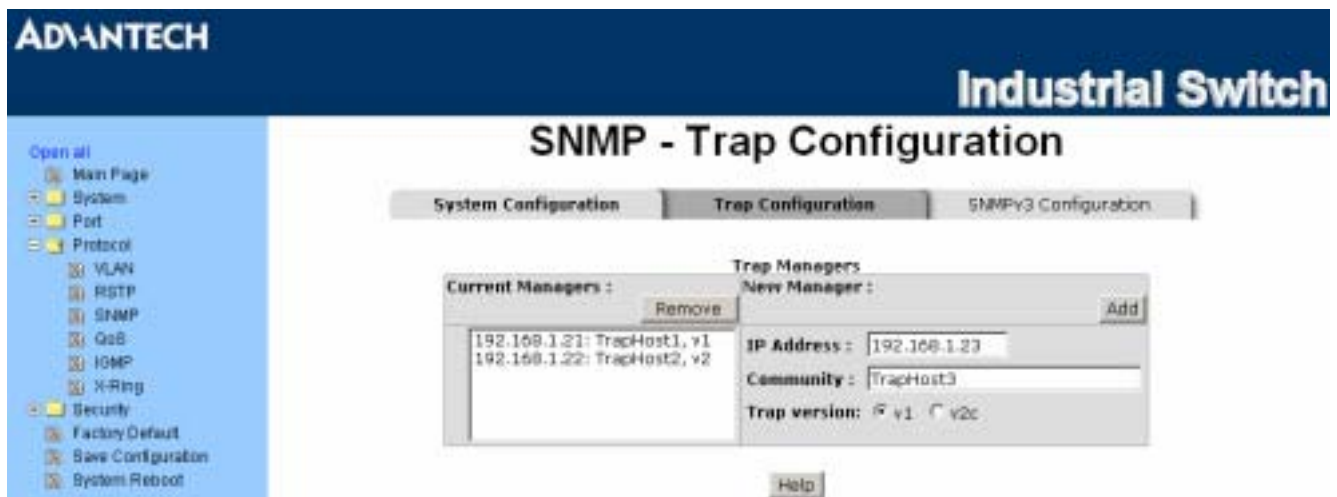 ADVANTECH
Industrial Switch
SNMP - Trap Configuration
Open all
Main Page
System
Port
Protocol
VLAN
RSTP
SNMP
QoS
IGMP
X-Ring
Security
Factory Default
Save Configuration
System Reboot
System Configuration
Trap Configuration
SNMPv3 Configuration
Trap Managers
Current Managers :
Remove
192.168.1.21: TrapHost1, v1
192.168.1.22: TrapHost2, v2
New Manager :
Add
IP Address : 192.168.1.23
Community : TrapHost3
Trap version: v1 v2c
Help